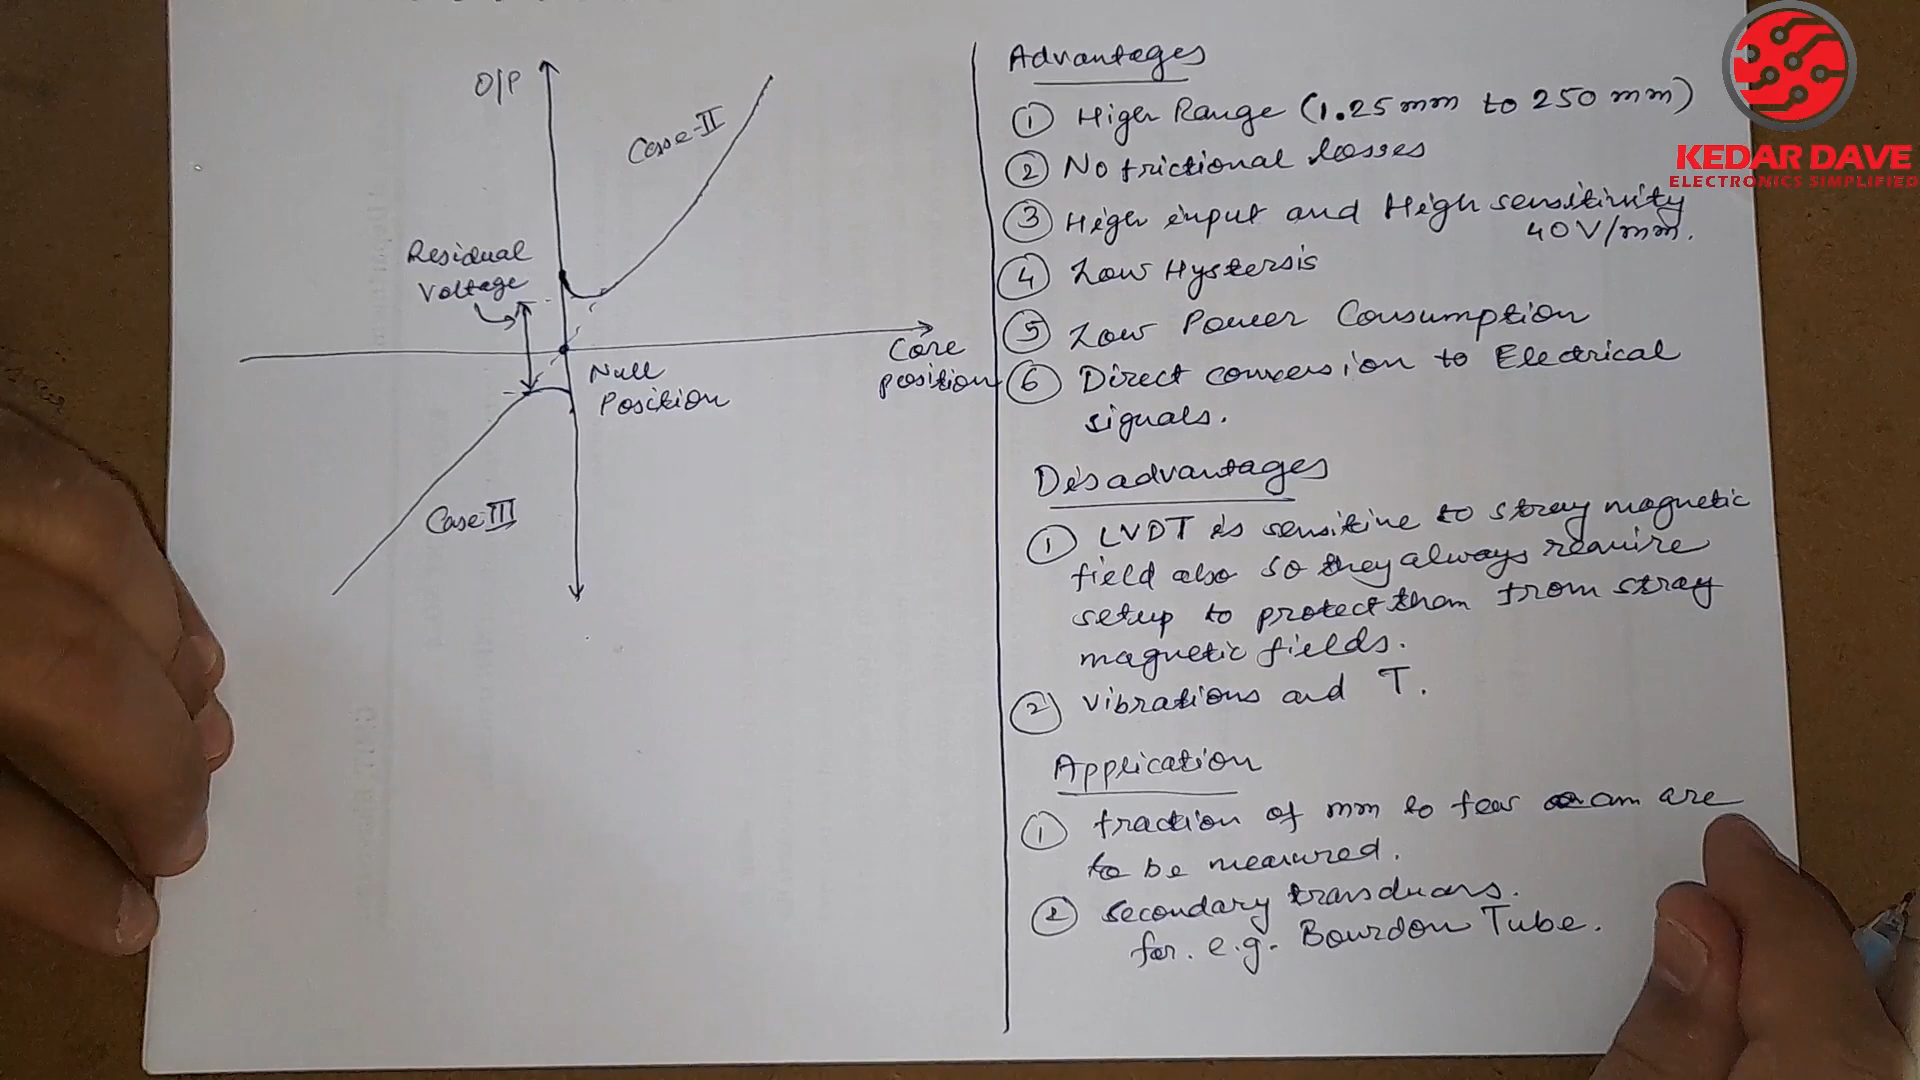 O/P
Case-II
Residual
Voltage
Core
position
Null
Position
Case III
Advantages
① High Range (1.25 mm to 250 mm)
② No frictional losses
③ High input and High sensitivity
40V/mm.
④ Low Hystersis
⑤ Low Power Consumption
⑥ Direct conversion to Electrical
signals.
Disadvantages
① LVDT is sensitive to stray magnetic
field also so they always require
setup to protect them from stray
magnetic fields.
② Vibrations and T.
Application
① fraction of mm to few cm are
to be measured.
② secondary transducers.
for. e.g. Bourdon Tube.
KEDAR DAVE
ELECTRONICS SIMPLIFIED